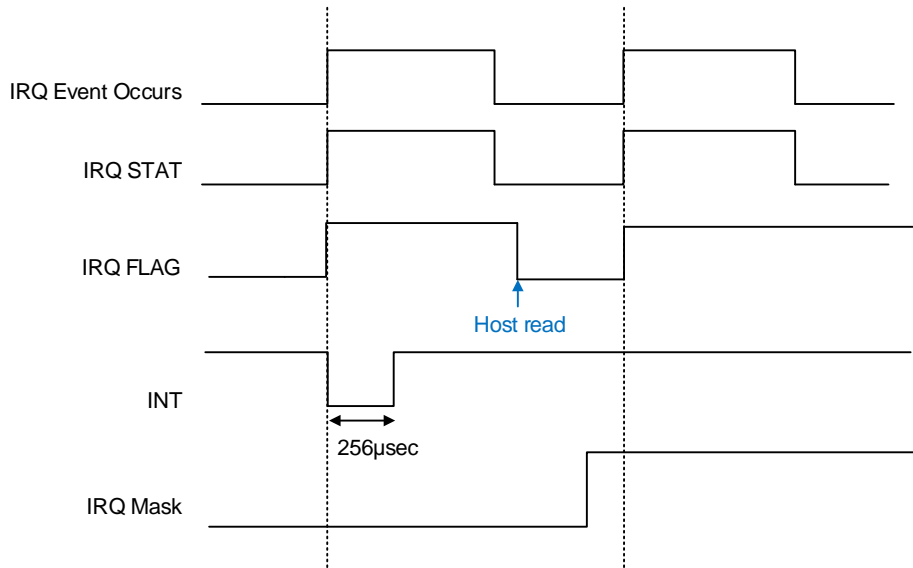 IRQ Event Occurs
IRQ STAT
IRQ FLAG
Host read
INT
256µsec
IRQ Mask